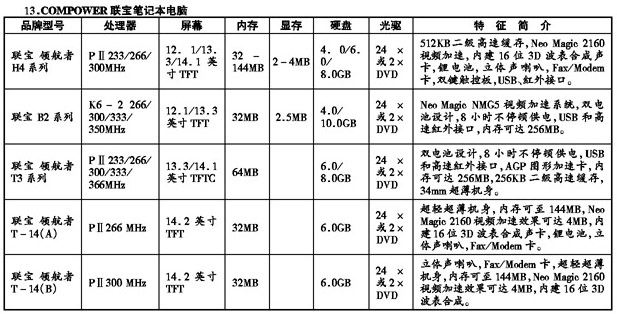 13.COMPOWER 联宝笔记本电脑
品牌型号 处理器 屏幕 内存 显存 硬盘 光驱 特征简介
联宝 领航者
H4 系列
PⅡ233/266/
300MHz
12.1/13.
3/14.1 英
寸 TFT
32 -
144MB
2-4MB
4.0/6.
0/
8.0GB
24 ×
或2×
DVD
512KB二级高速缓存,Neo Magic 2160
视频加速,内建 16 位 3D 波表合成声
卡,锂电池,立体声喇叭,Fax/Modem
卡,双键触控板,USB、红外接口。
联宝 B2 系列
K6-2 266/
300/333/
350MHz
12.1/13.3
英寸 TFT
32MB
2.5MB
4.0/
10.0GB
24 ×
或2×
DVD
Neo Magic NMG5 视频加速系统,双电
池设计,8 小时不停顿供电,USB 和高
速红外接口,内存可达 256MB。
联宝 领航者
T3 系列
PⅡ233/266/
300/333/
366MHz
13.3/14.1
英寸 TFTC
64MB
6.0/
8.0GB
24 ×
或2×
DVD
双电池设计,8 小时不停顿供电,USB
和高速红外接口,AGP 图形加速卡,内
存可达 256MB,256KB 二级高速缓存,
34mm 超薄机身。
联宝 领航者
T-14(A)
PⅡ266 MHz
14.2 英寸
TFT
32MB
6.0GB
24 ×
或2×
DVD
超轻超薄机身,内存可至 144MB,Neo
Magic 2160 视频加速效果可达 4MB,内
建16 位 3D 波表合成声卡,锂电池,立
体声喇叭,Fax/Modem 卡。
联宝 领航者
T-14(B)
PⅡ300 MHz
14.2 英寸
TFT
32MB
6.0GB
24 ×
或2×
DVD
立体声喇叭,Fax/Modem 卡,超轻超薄
机身,内存可至144MB,Neo Magic 2160
视频加速效果可达 4MB,内建 16 位 3D
波表合成。